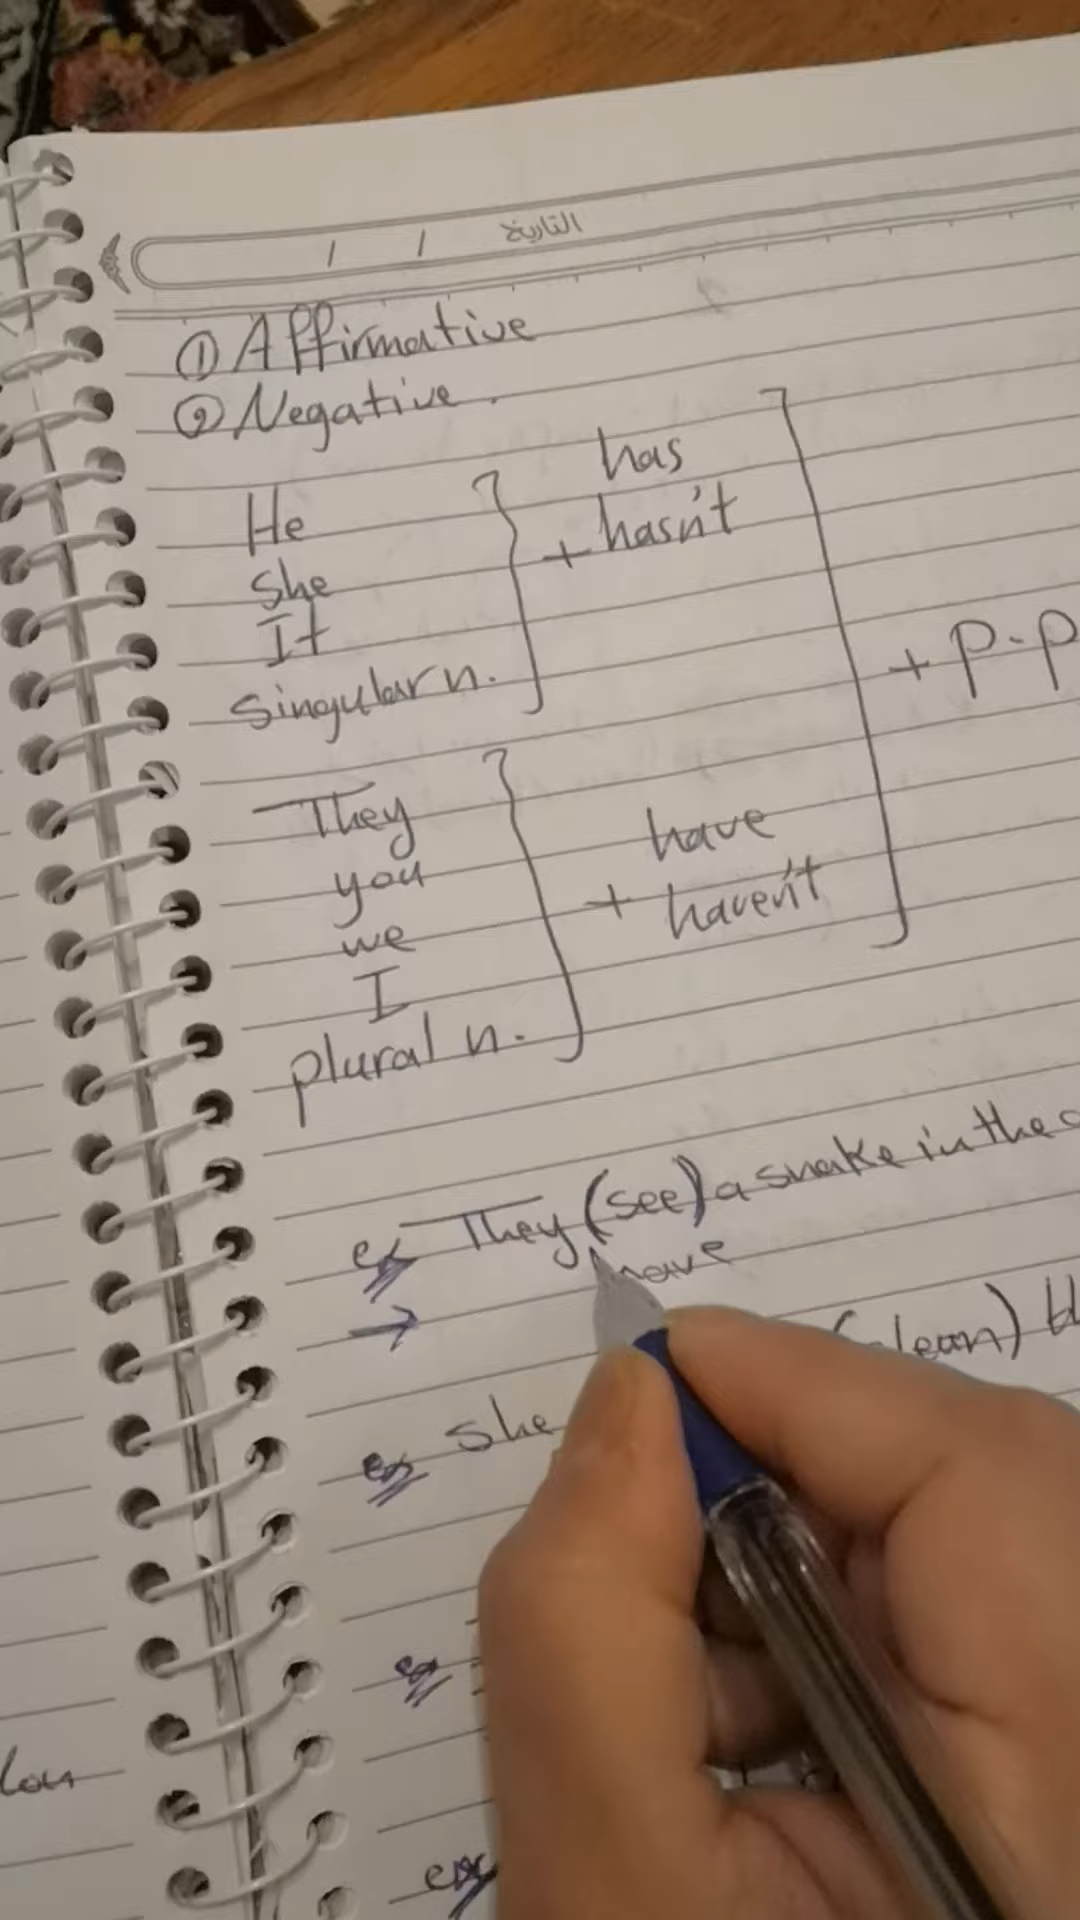 التاريخ / /
① Affirmative
② Negative.
He
She
It
Singular n.
+ has
hasn't
They
you
we
I
plural n.
+ have
haven't
+ P.P
ex They (see) a snake in the
have
→
ex She (clean)
ex
ex